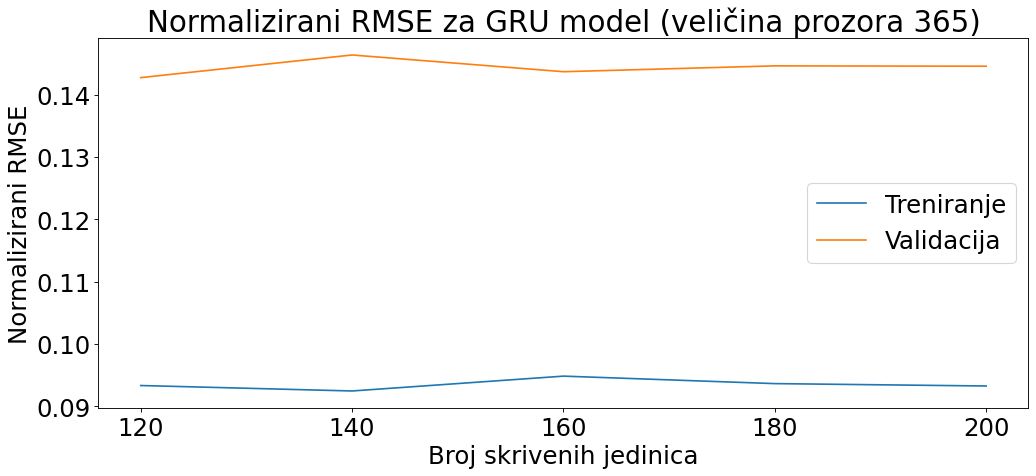 Normalizirani RMSE za GRU model (veličina prozora 365)
Normalizirani RMSE
0.14
0.13
0.12
0.11
0.10
0.09
Treniranje
Validacija
120 140 160 180 200
Broj skrivenih jedinica